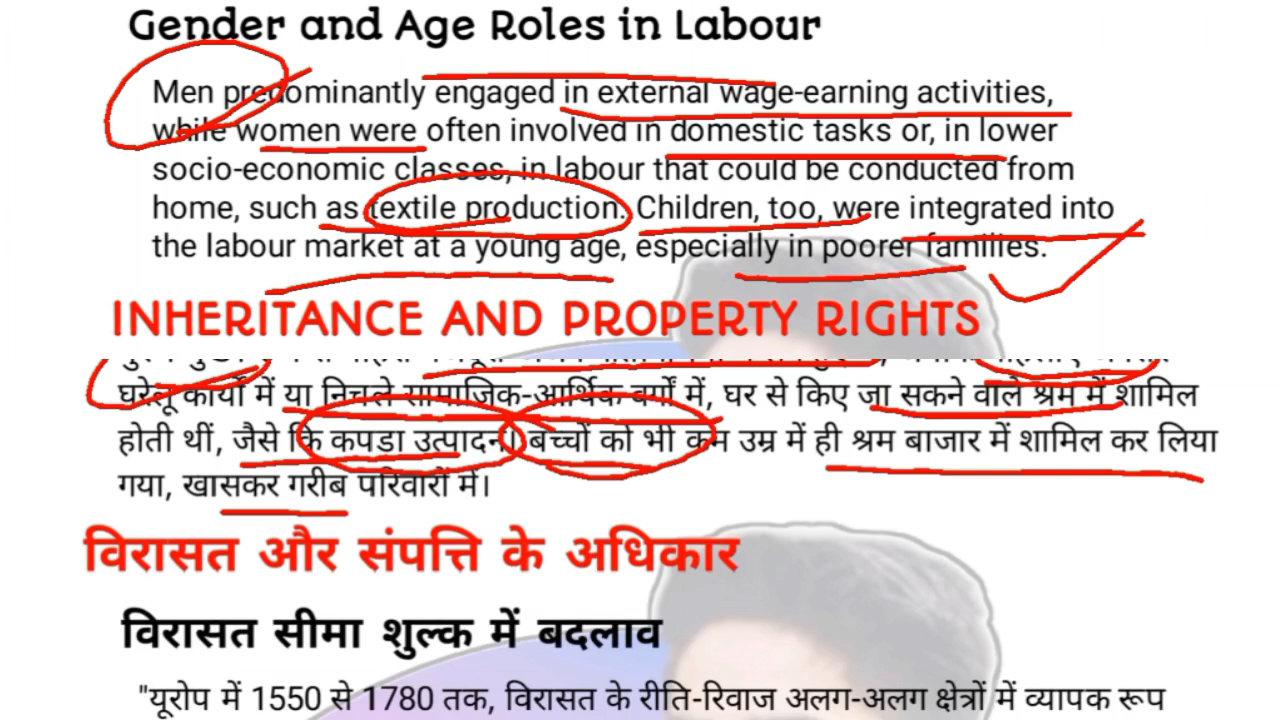 Gender and Age Roles in Labour
Men predominantly engaged in external wage-earning activities,
while women were often involved in domestic tasks or, in lower
socio-economic classes, in labour that could be conducted from
home, such as textile production. Children, too, were integrated into
the labour market at a young age, especially in poorer families.
INHERITANCE AND PROPERTY RIGHTS
घरेलू कार्यों में या निचले सामाजिक-आर्थिक वर्गों में, घर से किए जा सकने वाले श्रम में शामिल
होती थीं, जैसे कि कपड़ा उत्पादन। बच्चों को भी कम उम्र में ही श्रम बाजार में शामिल कर लिया
गया, खासकर गरीब परिवारों में।
विरासत और संपत्ति के अधिकार
विरासत सीमा शुल्क में बदलाव
"यूरोप में 1550 से 1780 तक, विरासत के रीति-रिवाज अलग-अलग क्षेत्रों में व्यापक रूप